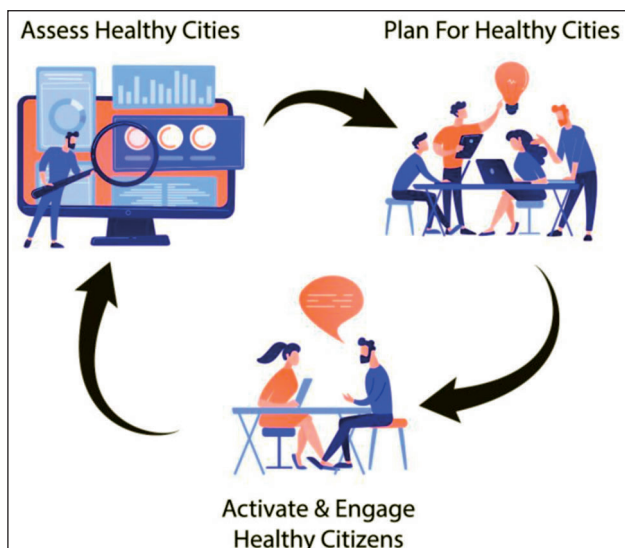 Assess Healthy Cities
Plan For Healthy Cities
Activate & Engage
Healthy Citizens